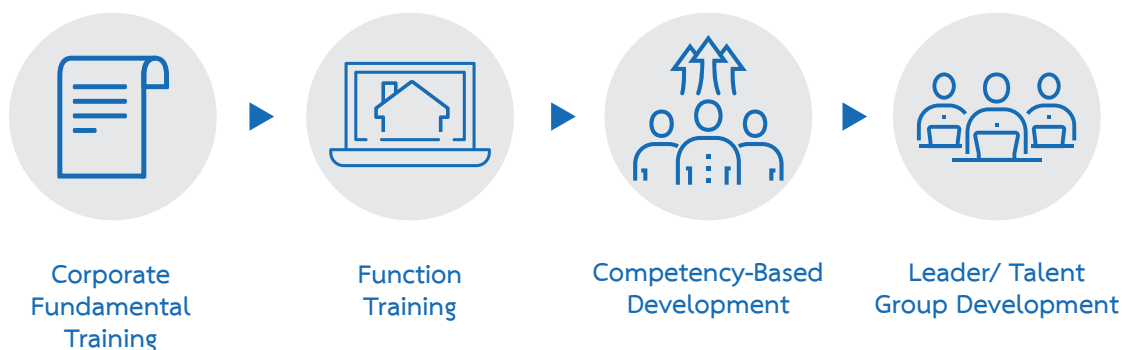 Corporate
Fundamental
Training
Function
Training
Competency-Based
Development
Leader/ Talent
Group Development